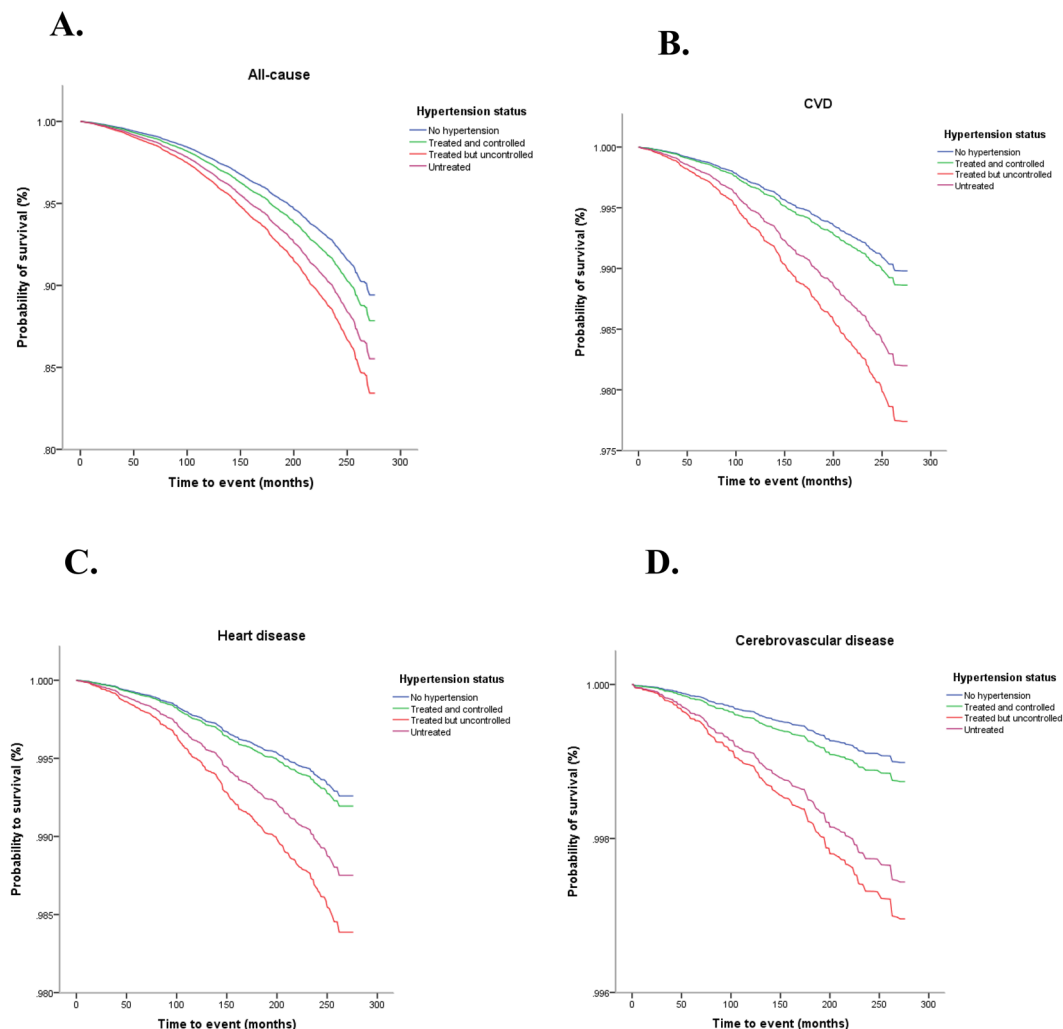 A.
All-cause
Probability of survival (%)
1.00
.95
.90
.85
.80
0 50 100 150 200 250 300
Time to event (months)
Hypertension status
No hypertension
Treated and controlled
Treated but uncontrolled
Untreated
B.
CVD
Probability of survival (%)
1.000
.995
.990
.985
.980
.975
0 50 100 150 200 250 300
Time to event (months)
Hypertension status
No hypertension
Treated and controlled
Treated but uncontrolled
Untreated
C.
Heart disease
Probability to survival (%)
1.000
.995
.990
.985
.980
0 50 100 150 200 250 300
Time to event (months)
Hypertension status
No hypertension
Treated and controlled
Treated but uncontrolled
Untreated
D.
Cerebrovascular disease
Probability of survival (%)
1.000
.998
.996
0 50 100 150 200 250 300
Time to event (months)
Hypertension status
No hypertension
Treated and controlled
Treated but uncontrolled
Untreated